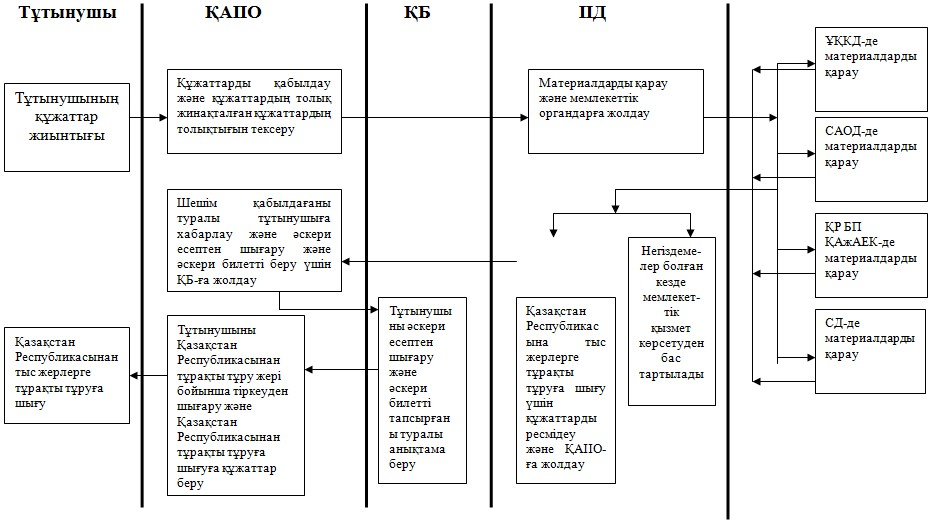 Тұтынушы
ҚАПО
ҚБ
ПД
Тұтынушының
құжаттар
жиынтығы
Құжаттарды қабылдау
және құжаттардың толық
жинақталған құжаттардың
толықтығын тексеру
Материалдарды қарау
және мемлекеттік
органдарға жолдау
ҰҚКД-де
материалдарды
қарау
САОД-де
материалдарды
қарау
ҚР БП
ҚАжАЕК-де
материалдарды
қарау
СД-де
материалдарды
қарау
Шешім қабылдағаны
туралы тұтынушыға
хабарлау және әскери
есептен шығару және
әскери билетті беру үшін
ҚБ-ға жолдау
Негіздеме-
лер болған
кезде
мемлекет-
тік
қызмет
көрсетуден
бас
тартылады
Қазақстан
Республикас
ына тыс
жерлерге
тұрақты
тұруға шығу
үшін
құжаттарды
ресмідеу
және ҚАПО-
ға жолдау
Тұтынушы
ны әскери
есептен
шығару
және
әскери
билетті
тапсырған
ы туралы
анықтама
беру
Тұтынушыны
Қазақстан
Республикасынан
тұрақты тұру жері
бойынша тіркеуден
шығару және
Қазақстан
Республикасынан
тұрақты тұруға
шығуға құжаттар
беру
Қазақстан
Республикасынан
тыс жерлерге
тұрақты тұруға
шығу